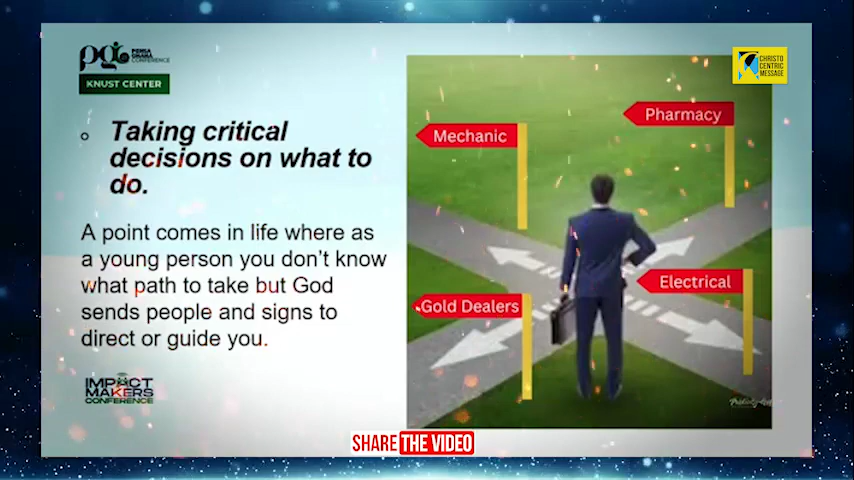 PENSA
GHANA
CONFERENCE
KNUST CENTER
CHRISTO
CENTRIC
MESSAGE
Taking critical
decisions on what to
do.
A point comes in life where as
a young person you don't know
what path to take but God
sends people and signs to
direct or guide you.
Mechanic
Pharmacy
Electrical
Gold Dealers
IMPACT
MAKERS
CONFERENCE
SHARE THE VIDEO